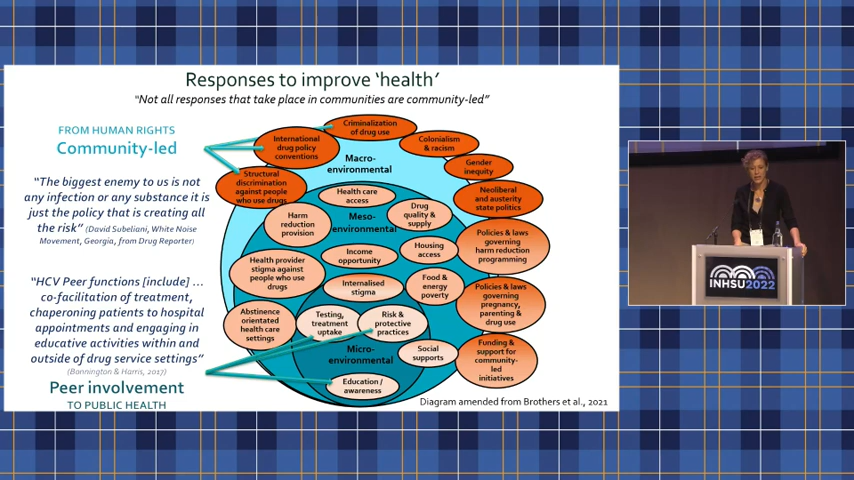 Responses to improve ‘health’
“Not all responses that take place in communities are community-led”
FROM HUMAN RIGHTS
Community-led
“The biggest enemy to us is not
any infection or any substance it is
just the policy that is creating all
the risk” (David Subeliani, White Noise
Movement, Georgia, from Drug Reporter)
“HCV Peer functions [include] …
co-facilitation of treatment,
chaperoning patients to hospital
appointments and engaging in
educative activities within and
outside of drug service settings”
(Bonnington & Harris, 2017)
Peer involvement
TO PUBLIC HEALTH
Criminalization
of drug use
International
drug policy
conventions
Colonialism
& racism
Gender
inequity
Structural
discrimination
against people
who use drugs
Macro-
environmental
Neoliberal
and austerity
state politics
Health care
access
Drug
quality &
supply
Harm
reduction
provision
Meso-
environmental
Policies & laws
governing
harm reduction
programming
Income
opportunity
Housing
access
Health provider
stigma against
people who use
drugs
Internalised
stigma
Food &
energy
poverty
Policies & laws
governing
pregnancy,
parenting &
drug use
Abstinence
orientated
health care
settings
Testing,
treatment
uptake
Risk &
protective
practices
Micro-
environmental
Social
supports
Funding &
support for
community-
led
initiatives
Education /
awareness
Diagram amended from Brothers et al., 2021
INHSU2022